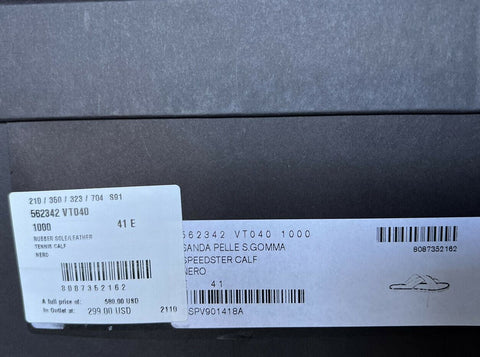 210 / 350 / 323 / 704 S91
562342 VT040
1000 41 E
RUBBER SOLE/LEATHER
TENNIS CALF
NERO
8087352162
A full price of: 580.00 USD
In Outlet at: 299.00 USD 2110
562342 VT040 1000
SANDA PELLE S.GOMMA
SPEEDSTER CALF
NERO
41
SPV901418A
8087352162